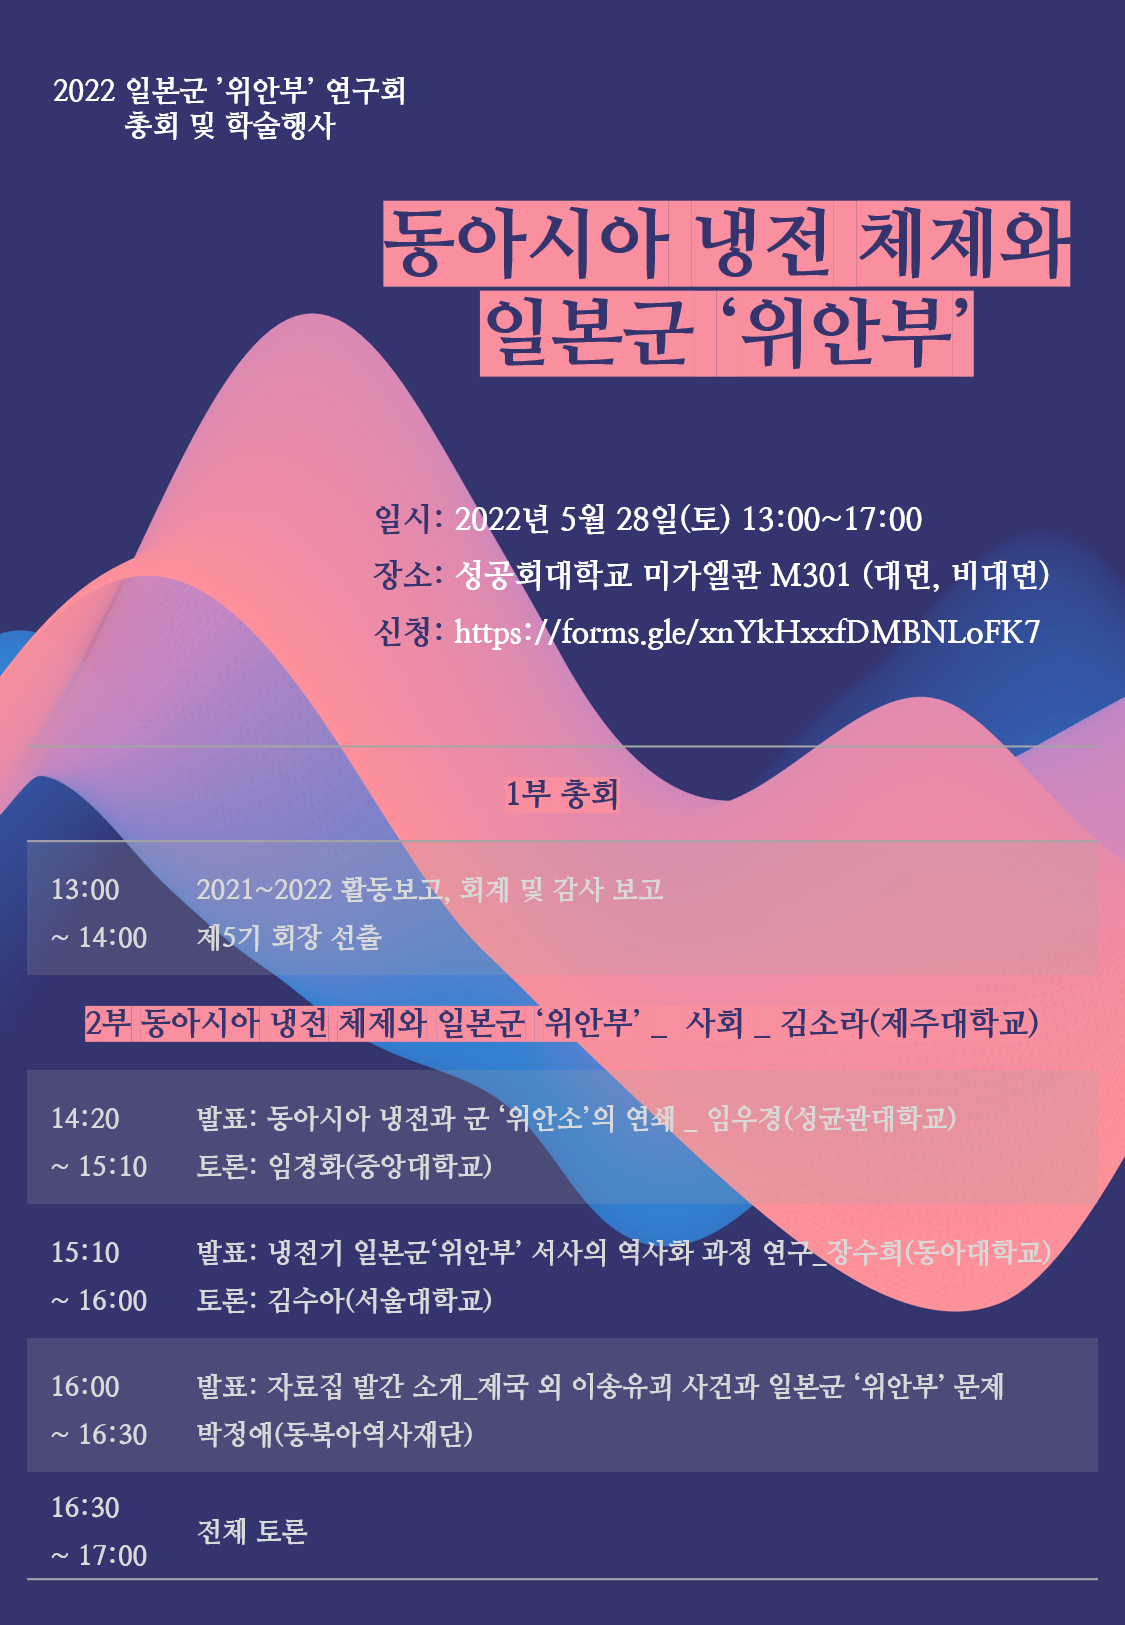 2022 일본군 ’위안부’ 연구회
총회 및 학술행사
동아시아 냉전 체제와
일본군 ‘위안부’
일시: 2022년 5월 28일(토) 13:00~17:00
장소: 성공회대학교 미가엘관 M301 (대면, 비대면)
신청: https://forms.gle/xnYkHxxfDMBNLoFK7
1부 총회
13:00 2021~2022 활동보고, 회계 및 감사 보고
~ 14:00 제5기 회장 선출
2부 동아시아 냉전 체제와 일본군 ‘위안부’ _ 사회 _ 김소라(제주대학교)
14:20 발표: 동아시아 냉전과 군 ‘위안소’의 연쇄 _ 임우경(성균관대학교)
~ 15:10 토론: 임경화(중앙대학교)
15:10 발표: 냉전기 일본군‘위안부’ 서사의 역사화 과정 연구_장수희(동아대학교)
~ 16:00 토론: 김수아(서울대학교)
16:00 발표: 자료집 발간 소개_제국 외 이송유괴 사건과 일본군 ‘위안부’ 문제
~ 16:30 박정애(동북아역사재단)
16:30
전체 토론
~ 17:00